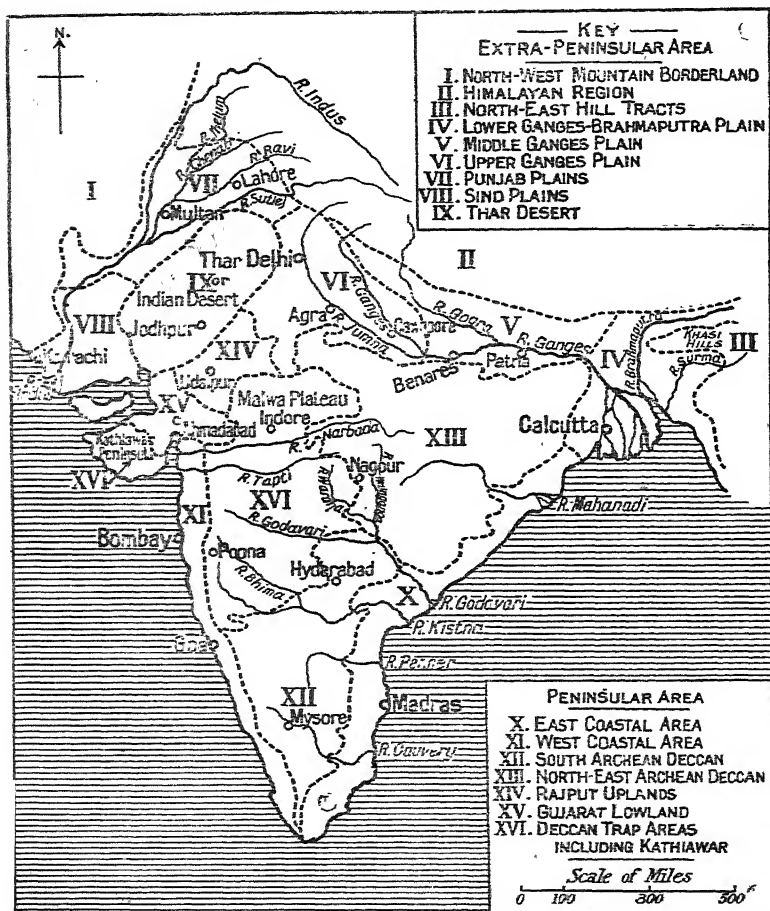 N.
KEY
EXTRA-PENINSULAR AREA
I. NORTH-WEST MOUNTAIN BORDERLAND
II. HIMALAYAN REGION
III. NORTH-EAST HILL TRACTS
IV. LOWER GANGES-BRAHMAPUTRA PLAIN
V. MIDDLE GANGES PLAIN
VI. UPPER GANGES PLAIN
VII. PUNJAB PLAINS
VIII. SIND PLAINS
IX. THAR DESERT
R. Indus
R. Jhelum
R. Chenab
R. Ravi
VII
Lahore
I
Multan
R. Sutlej
Thar Delhi
II
IX or
VI
Indian Desert
R. Ganges
VIII
Jodhpur
Agra
R. Jumna
Cawnpore
R. Gogra
V
R. Ganges
R. Brahmaputra
KHASI
HILLS
III
IV
R. Surma
XIV
Benares
Patna
Udaipur
Malwa Plateau
XV
Indore
Ahmadabad
R. Narbada
XIII
Calcutta
Kathiawar
Peninsula
XVI
Nagpur
R. Tapti
XVI
R. Mahanadi
XI
R. Godavari
Bombay
Poona
Hyderabad
R. Bhima
X
R. Godavari
R. Kistna
Goa
R. Penner
XII
Mysore
Madras
R. Cauvery
PENINSULAR AREA
X. EAST COASTAL AREA
XI. WEST COASTAL AREA
XII. SOUTH ARCHEAN DECCAN
XIII. NORTH-EAST ARCHEAN DECCAN
XIV. RAJPUT UPLANDS
XV. GUJARAT LOWLAND
XVI. DECCAN TRAP AREAS
INCLUDING KATHIAWAR
Scale of Miles
0 100 300 500